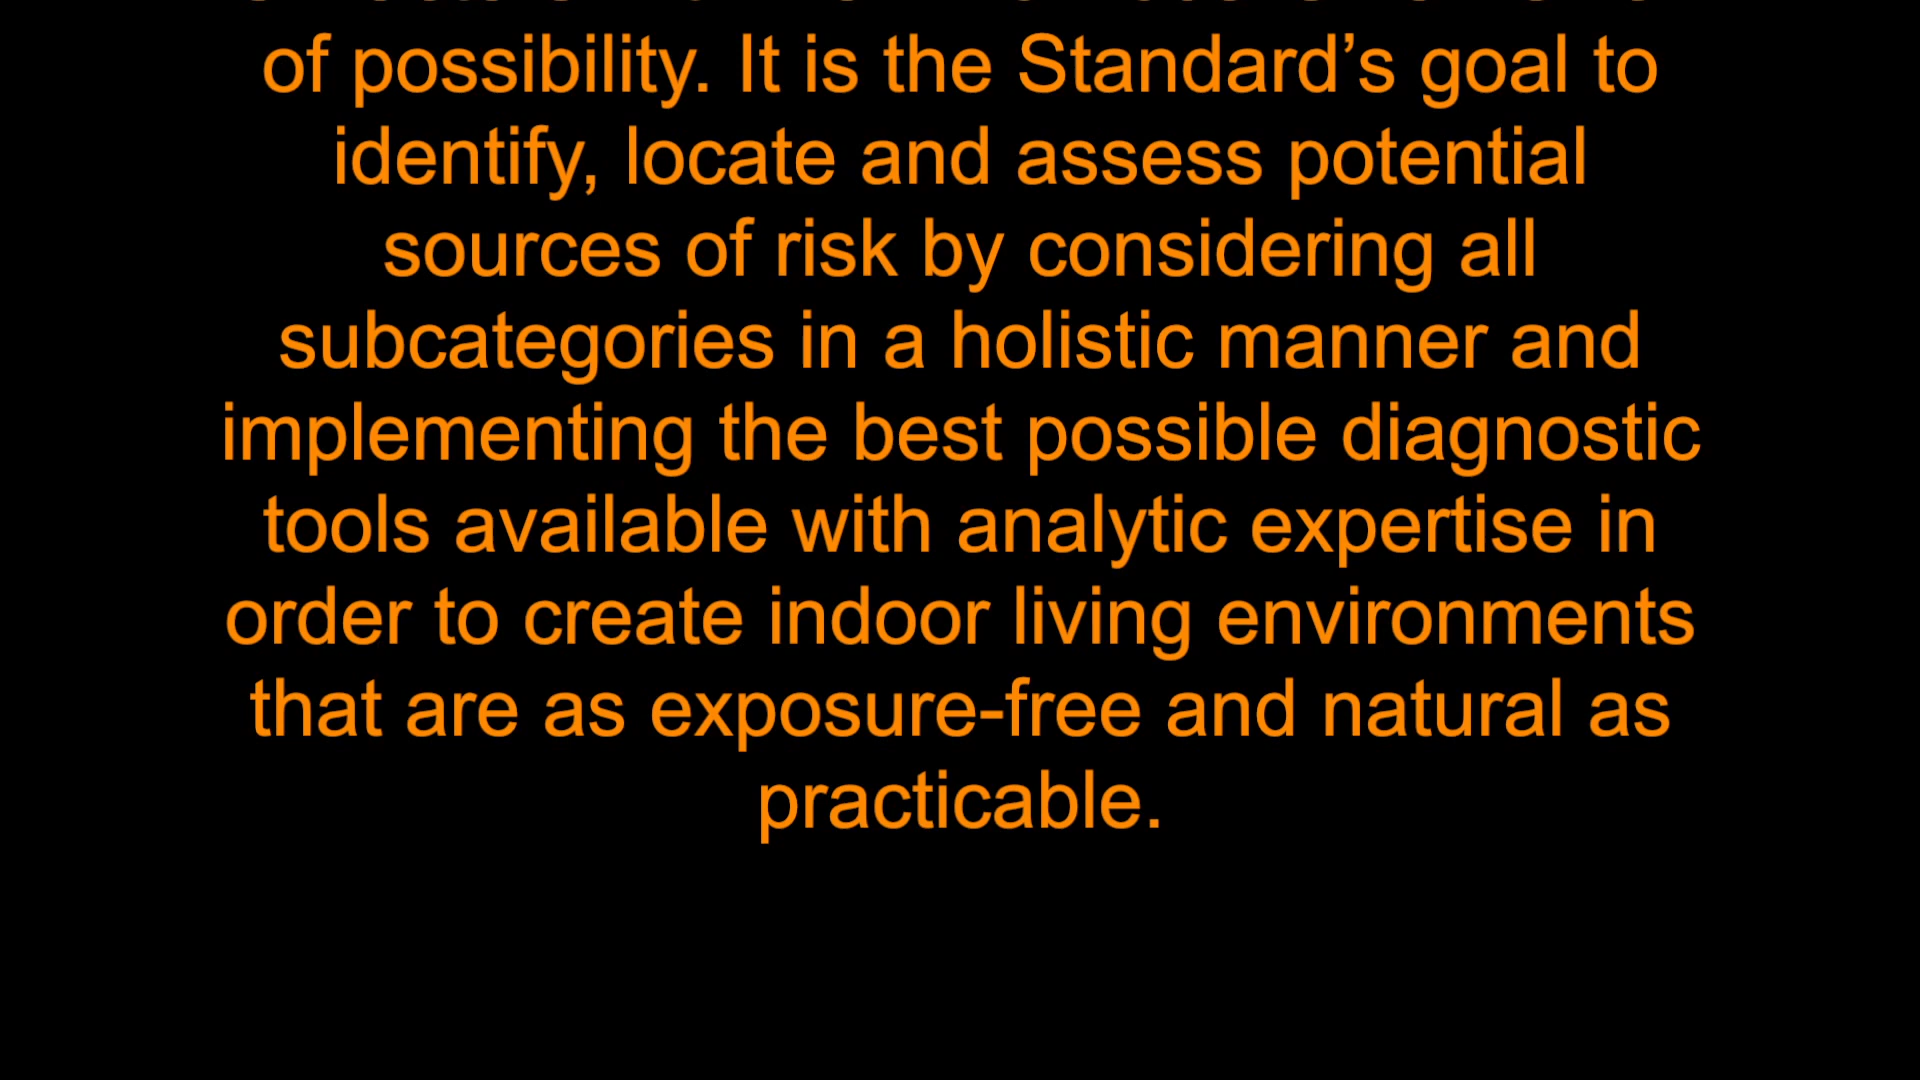 of possibility. It is the Standard’s goal to
identify, locate and assess potential
sources of risk by considering all
subcategories in a holistic manner and
implementing the best possible diagnostic
tools available with analytic expertise in
order to create indoor living environments
that are as exposure-free and natural as
practicable.